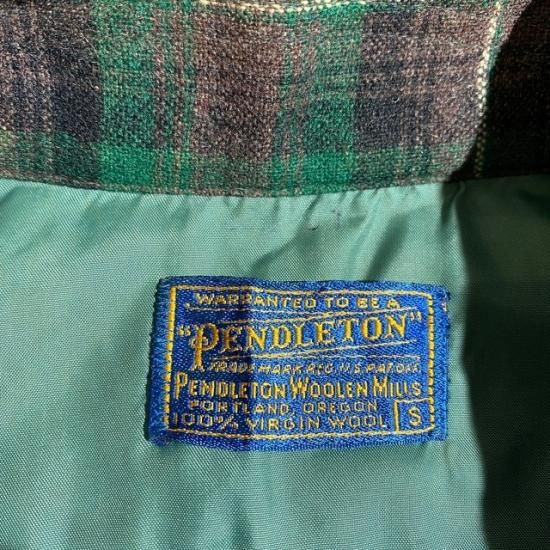 WARRANTED TO BE A
"PENDLETON"
TRADE MARK REG. U.S. PAT. OFF.
PENDLETON WOOLEN MILLS
PORTLAND, OREGON
100% VIRGIN WOOL S